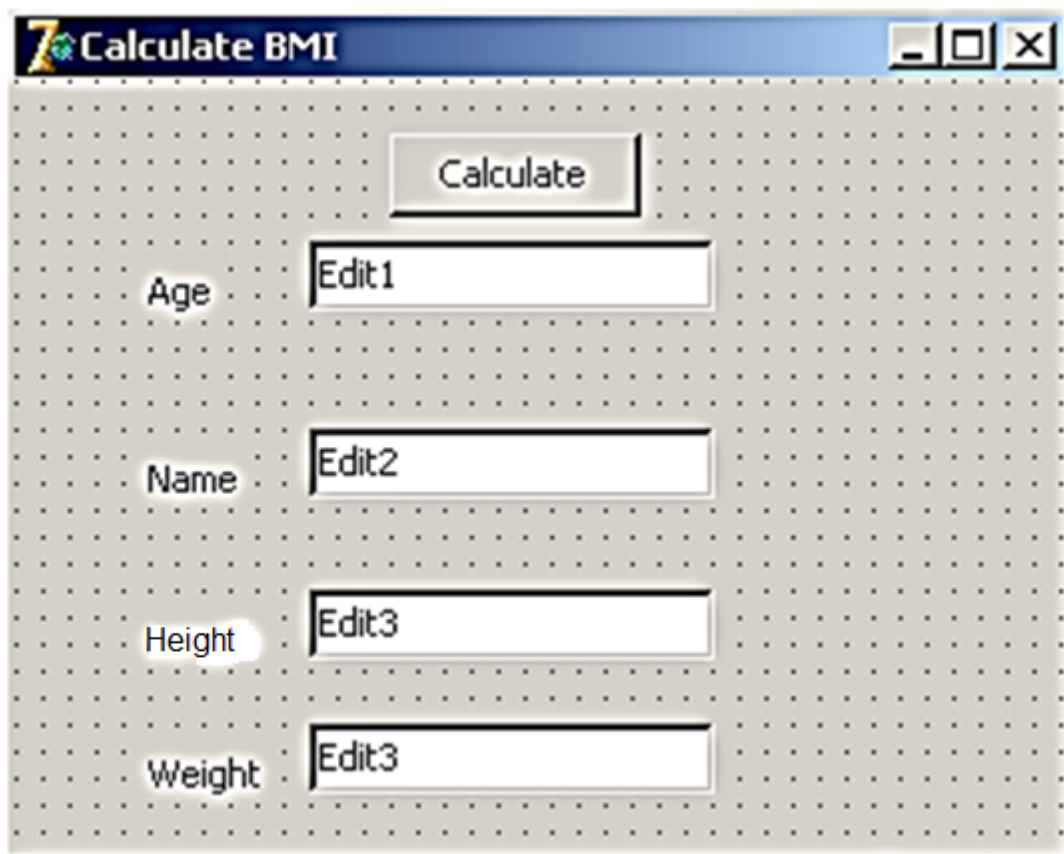 Calculate BMI
Calculate
Age Edit1
Name Edit2
Height Edit3
Weight Edit3